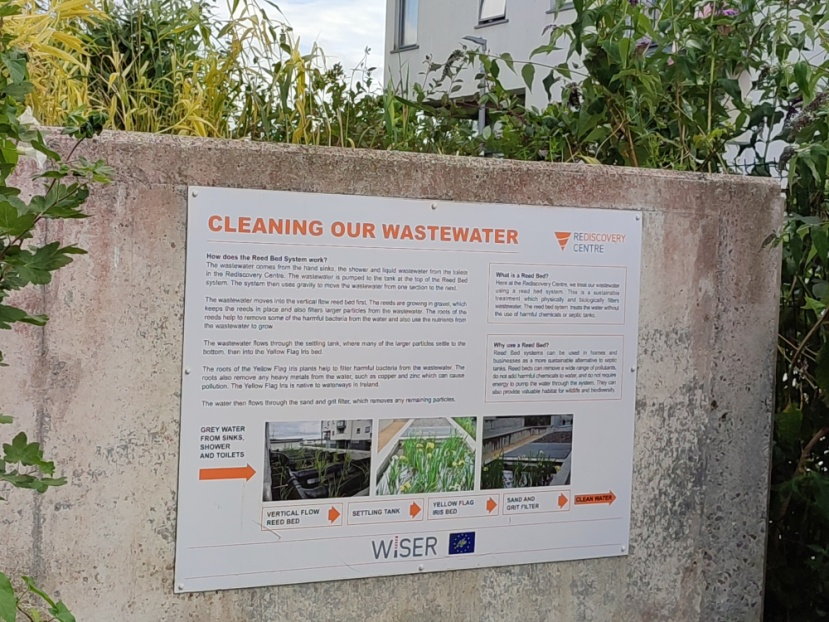 CLEANING OUR WASTEWATER
REDISCOVERY
CENTRE
How does the Reed Bed System work?
The wastewater comes from the hand sinks, the shower and liquid wastewater from the toilets
in the Rediscovery Centre. The wastewater is pumped to the tank at the top of the Reed Bed
system. The system then uses gravity to move the wastewater from one section to the next.
The wastewater moves into the vertical flow reed bed first. The reeds are growing in gravel, which
keeps the reeds in place and also filters larger particles from the wastewater. The roots of the
reeds help to remove some of the harmful bacteria from the water and also use the nutrients from
the wastewater to grow
The wastewater flows through the settling tank, where many of the larger particles settle to the
bottom, then into the Yellow Flag Iris bed.
The roots of the Yellow Flag Iris plants help to filter harmful bacteria from the wastewater. The
roots also remove any heavy metals from the water, such as copper and zinc which can cause
pollution. The Yellow Flag Iris is native to waterways in Ireland.
The water then flows through the sand and grit filter, which removes any remaining particles.
What is a Reed Bed?
Here at the Rediscovery Centre, we treat our wastewater
using a reed bed system. This is a sustainable
treatment which physically and biologically filters
wastewater. The reed bed system treats the water without
the use of harmful chemicals or septic tanks.
Why use a Reed Bed?
Reed Bed systems can be used in homes and
businesses as a more sustainable alternative to septic
tanks. Reed beds can remove a wide range of pollutants,
do not add harmful chemicals to water, and do not require
energy to pump the water through the system. They can
also provide valuable habitat for wildlife and biodiversity.
GREY WATER
FROM SINKS,
SHOWER
AND TOILETS
VERTICAL FLOW
REED BED
SETTLING TANK
YELLOW FLAG
IRIS BED
SAND AND
GRIT FILTER
CLEAN WATER
WISER